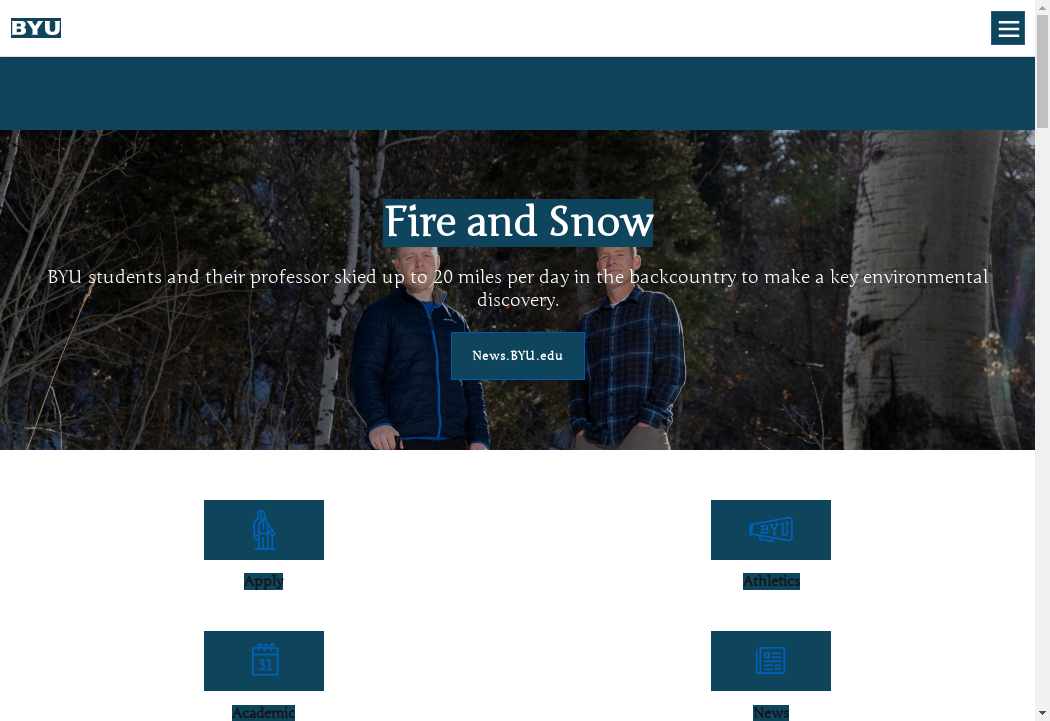 BYU
Fire and Snow
BYU students and their professor skied up to 20 miles per day in the backcountry to make a key environmental
discovery.
News.BYU.edu
BYU
Apply
Athletics
31
Academic
News